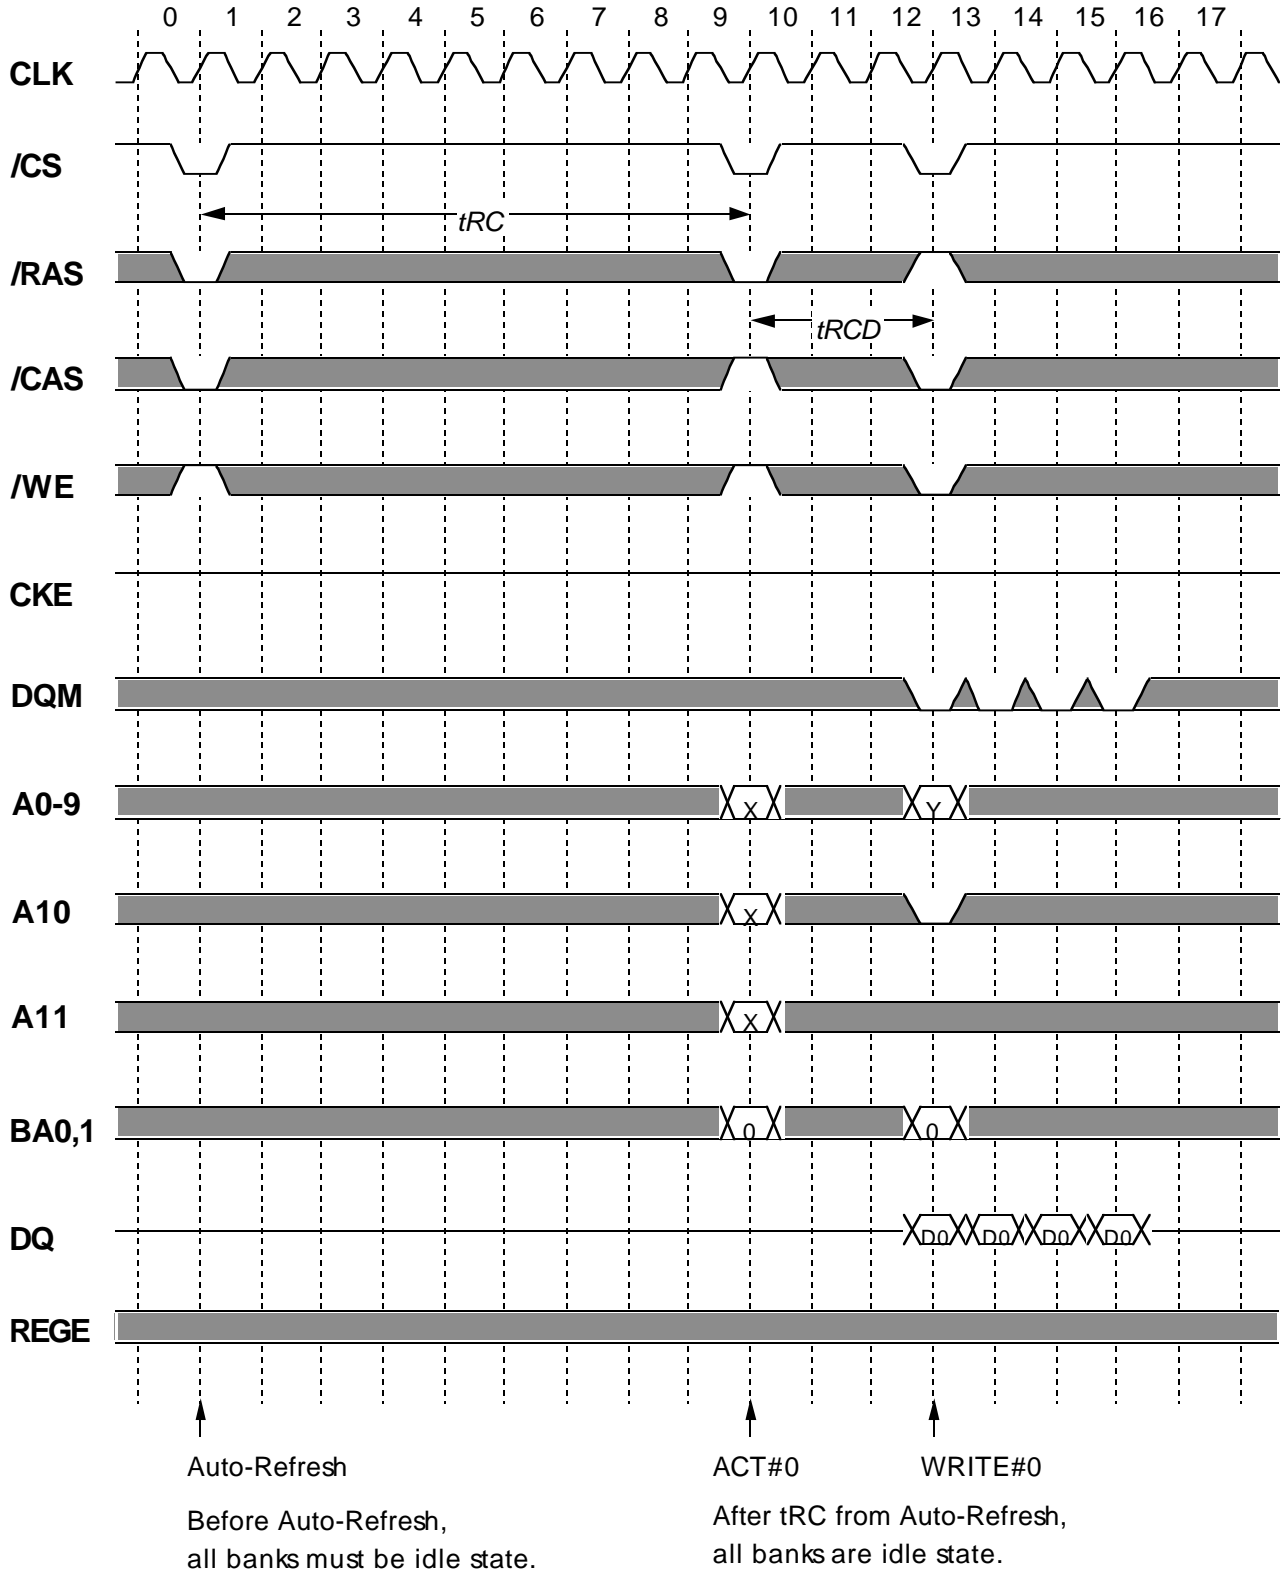 0 1 2 3 4 5 6 7 8 9 10 11 12 13 14 15 16 17
CLK
/CS
tRC
/RAS
tRCD
/CAS
/WE
CKE
DQM
A0-9 X Y
A10 X
A11 X
BA0,1 0 0
DQ D0 D0 D0 D0
REGE
Auto-Refresh ACT#0 WRITE#0
Before Auto-Refresh,
all banks must be idle state.
After tRC from Auto-Refresh,
all banks are idle state.